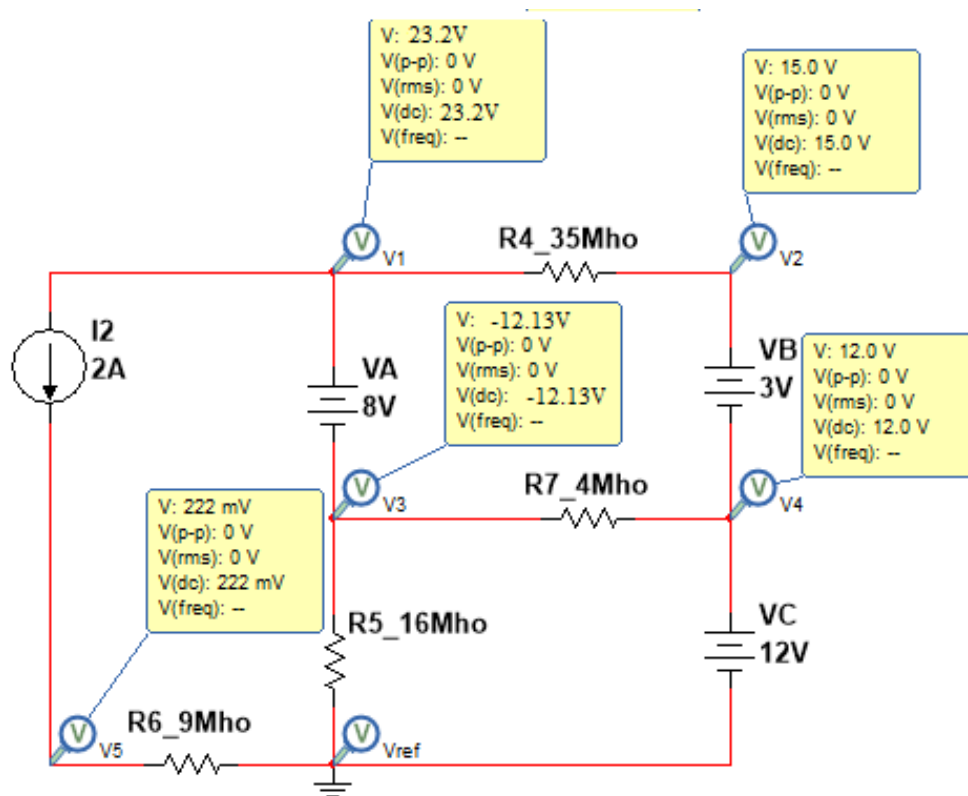 V: 23.2V
V(p-p): 0 V
V(rms): 0 V
V(dc): 23.2V
V(freq): --
V: 15.0 V
V(p-p): 0 V
V(rms): 0 V
V(dc): 15.0 V
V(freq): --
V
V1
R4_35Mho
V
V2
I2
2A
VA
8V
V: -12.13V
V(p-p): 0 V
V(rms): 0 V
V(dc): -12.13V
V(freq): --
VB
3V
V: 12.0 V
V(p-p): 0 V
V(rms): 0 V
V(dc): 12.0 V
V(freq): --
V
V3
R7_4Mho
V
V4
V: 222 mV
V(p-p): 0 V
V(rms): 0 V
V(dc): 222 mV
V(freq): --
R5_16Mho
VC
12V
V
V5
R6_9Mho
V
Vref